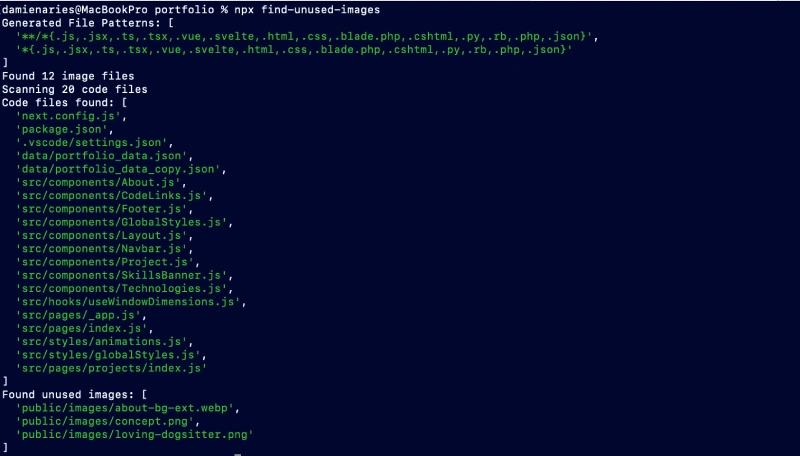 damienaries@MacBookPro portfolio % npx find-unused-images
Generated File Patterns: [
  '**/*{.js,.jsx,.ts,.tsx,.vue,.svelte,.html,.css,.blade.php,.cshtml,.py,.rb,.php,.json}',
  '*{.js,.jsx,.ts,.tsx,.vue,.svelte,.html,.css,.blade.php,.cshtml,.py,.rb,.php,.json}'
]
Found 12 image files
Scanning 20 code files
Code files found: [
  'next.config.js',
  'package.json',
  '.vscode/settings.json',
  'data/portfolio_data.json',
  'data/portfolio_data_copy.json',
  'src/components/About.js',
  'src/components/CodeLinks.js',
  'src/components/Footer.js',
  'src/components/GlobalStyles.js',
  'src/components/Layout.js',
  'src/components/Navbar.js',
  'src/components/Project.js',
  'src/components/SkillsBanner.js',
  'src/components/Technologies.js',
  'src/hooks/useWindowDimensions.js',
  'src/pages/_app.js',
  'src/pages/index.js',
  'src/styles/animations.js',
  'src/styles/globalStyles.js',
  'src/pages/projects/index.js'
]
Found unused images: [
  'public/images/about-bg-ext.webp',
  'public/images/concept.png',
  'public/images/loving-dogsitter.png'
]